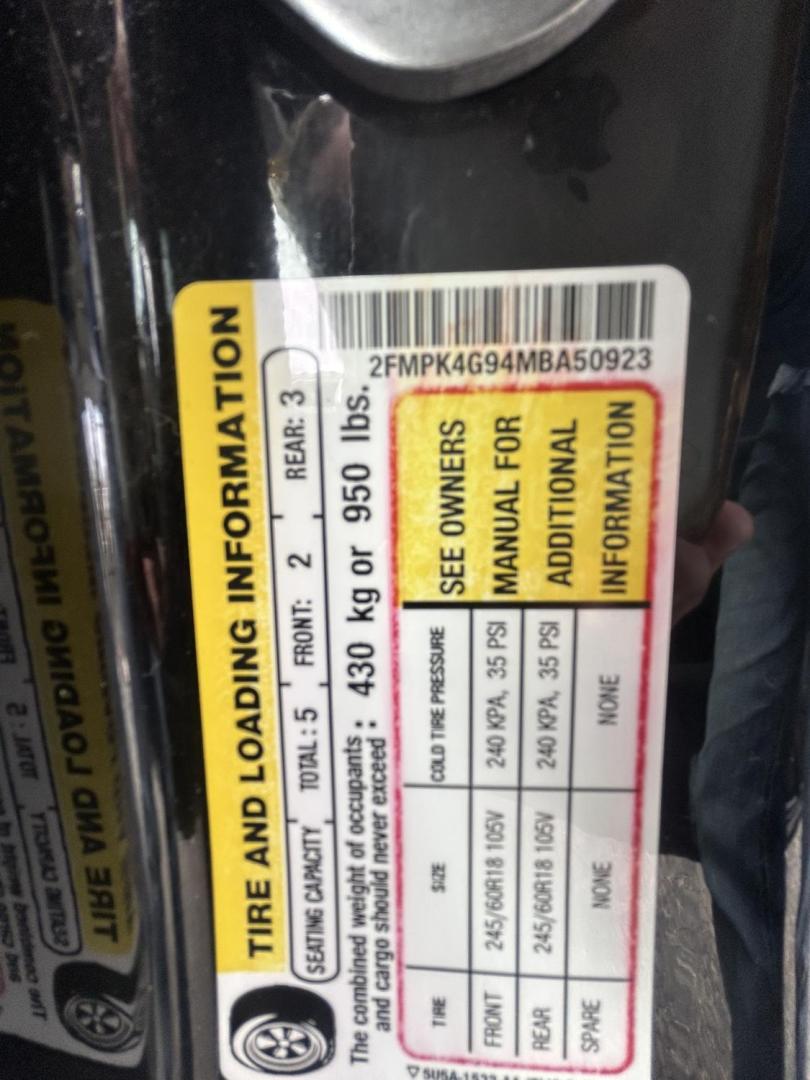 TIRE AND LOADING INFORMATION
SEATING CAPACITY TOTAL: 5 FRONT: 2 REAR: 3
The combined weight of occupants and cargo should never exceed : 430 kg or 950 lbs.
TIRE SIZE COLD TIRE PRESSURE
FRONT 245/60R18 105V 240 KPA, 35 PSI
REAR 245/60R18 105V 240 KPA, 35 PSI
SPARE NONE NONE
SEE OWNERS
MANUAL FOR
ADDITIONAL
INFORMATION
2FMPK4G94MBA50923